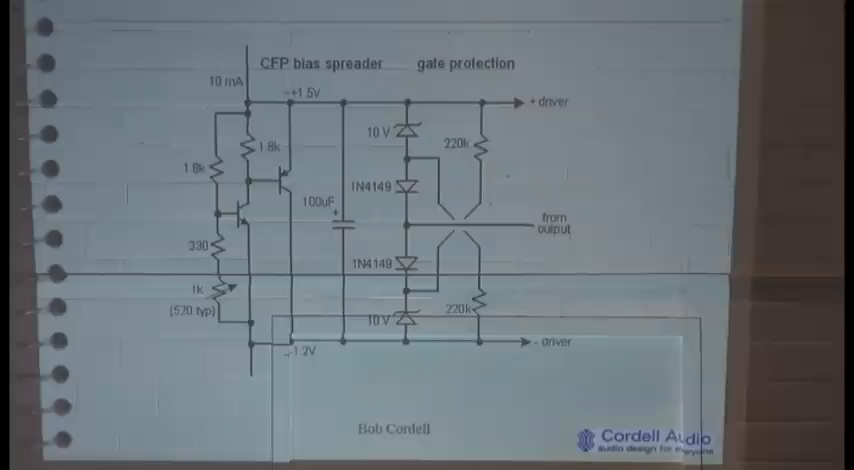 CFP bias spreader
gate protection
10 mA
~+1.5V
+ driver
10 V
220k
1.8k
1.8k
1N4149
100uF
+
from
output
330
1N4149
1k
(520 typ)
10V
220k
- driver
1.2V
Bob Cordell
Cordell Audio
audio design for everyone